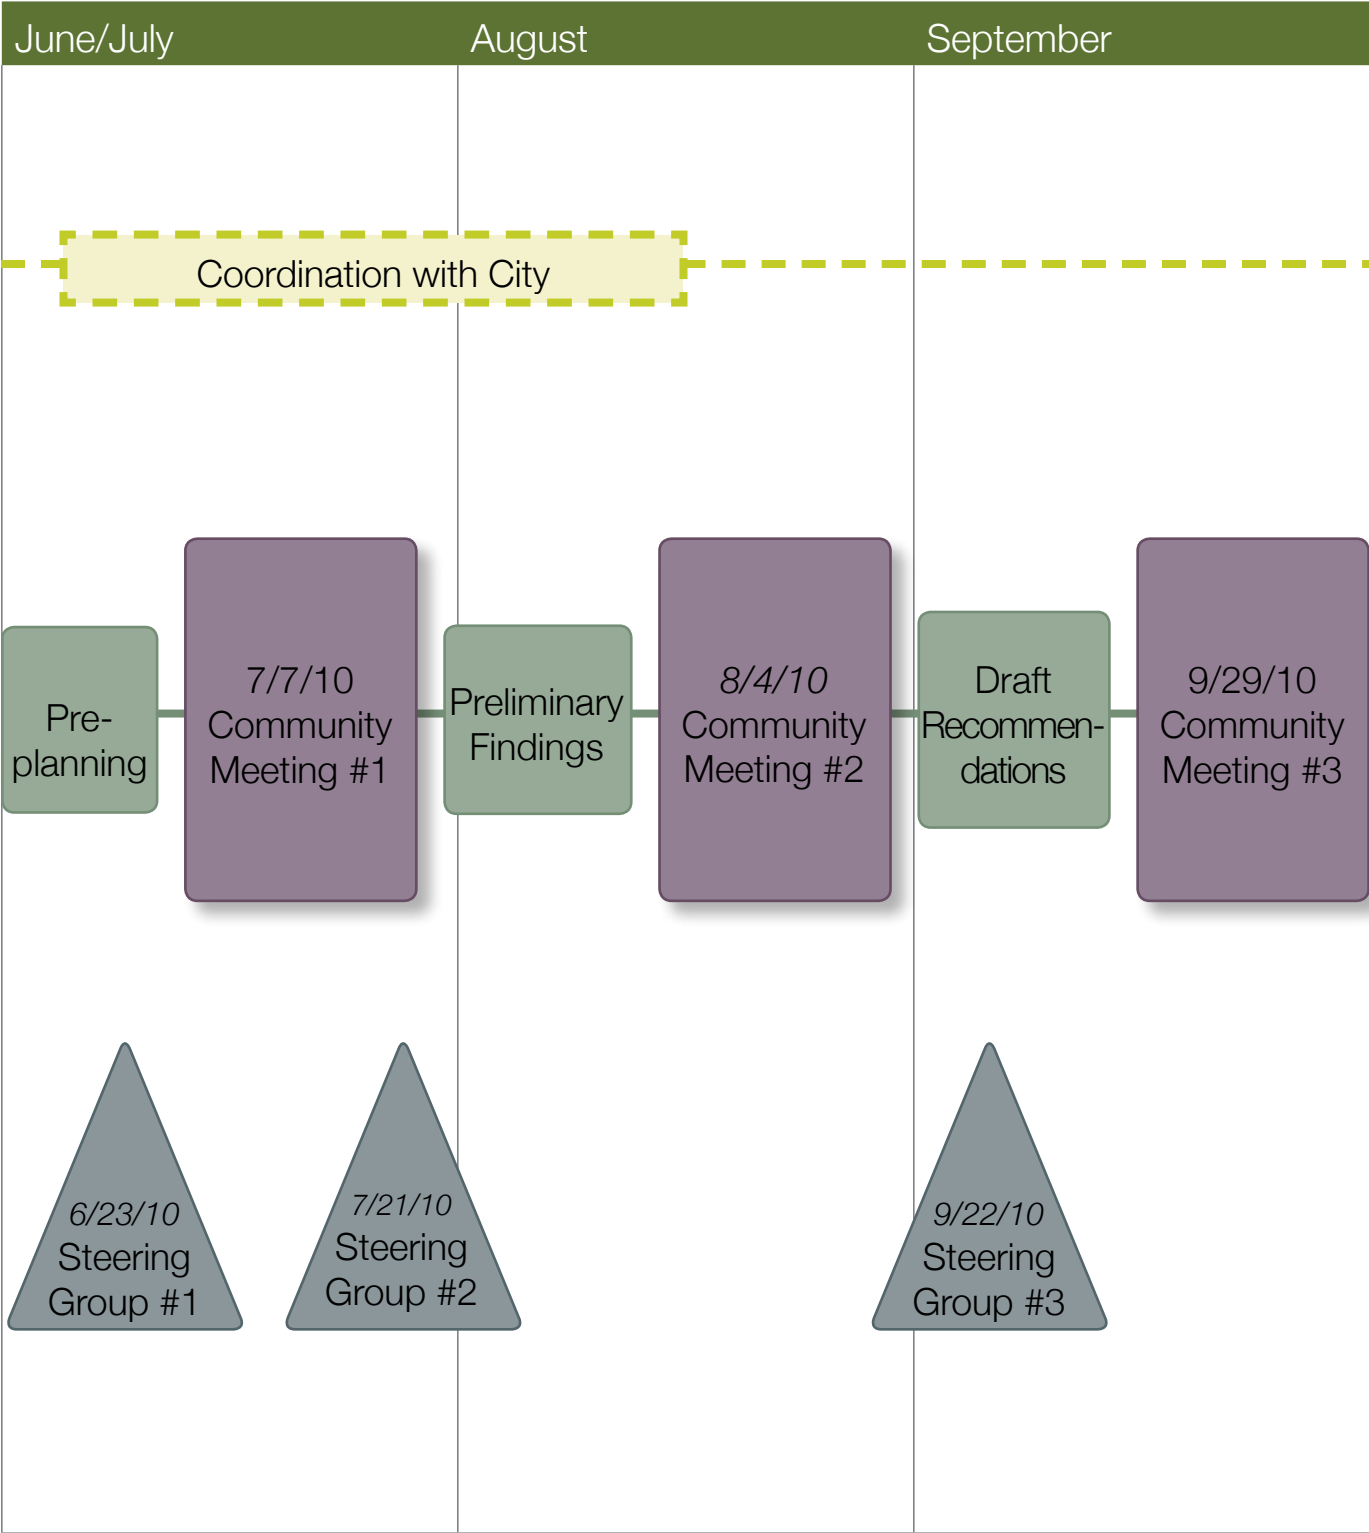 June/July
August
September
Coordination with City
Pre-
planning
7/7/10
Community
Meeting #1
Preliminary
Findings
8/4/10
Community
Meeting #2
Draft
Recommen-
dations
9/29/10
Community
Meeting #3
6/23/10
Steering
Group #1
7/21/10
Steering
Group #2
9/22/10
Steering
Group #3